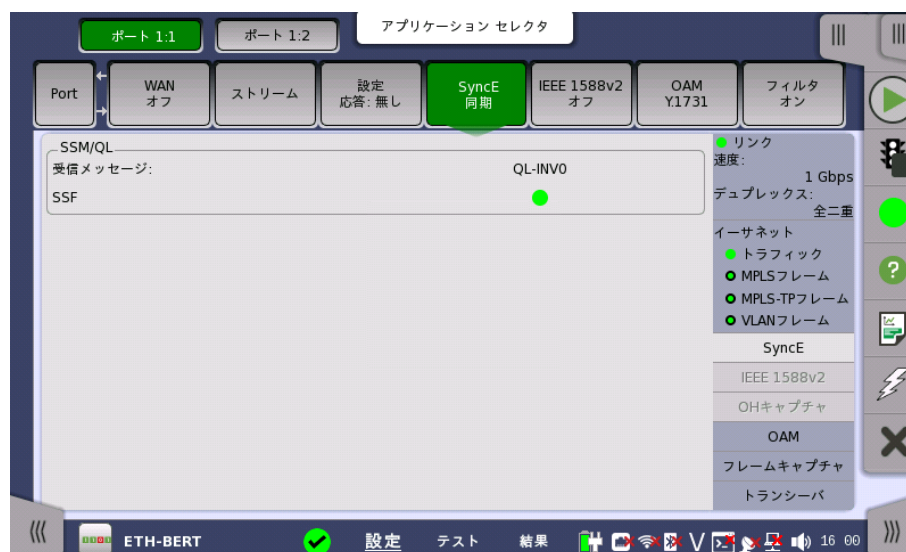 アプリケーション セレクタ
ポート 1:1
ポート 1:2
Port
WAN
オフ
ストリーム
設定
応答: 無し
SyncE
同期
IEEE 1588v2
オフ
OAM
Y.1731
フィルタ
オン
SSM/QL
受信メッセージ:
QL-INV0
SSF
リンク
速度:
1 Gbps
デュプレックス:
全二重
イーサネット
トラフィック
MPLSフレーム
MPLS-TPフレーム
VLANフレーム
SyncE
IEEE 1588v2
OHキャプチャ
OAM
フレームキャプチャ
トランシーバ
ETH-BERT
設定
テスト
結果
16 00